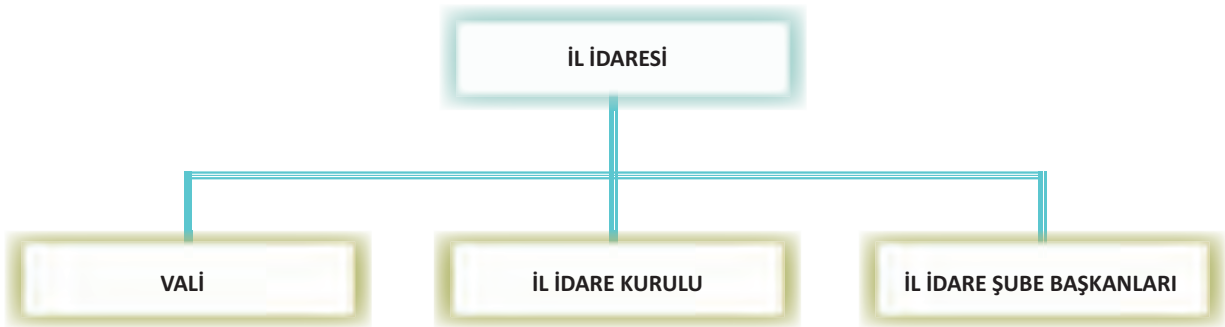 İL İDARESİ
VALİ
İL İDARE KURULU
İL İDARE ŞUBE BAŞKANLARI